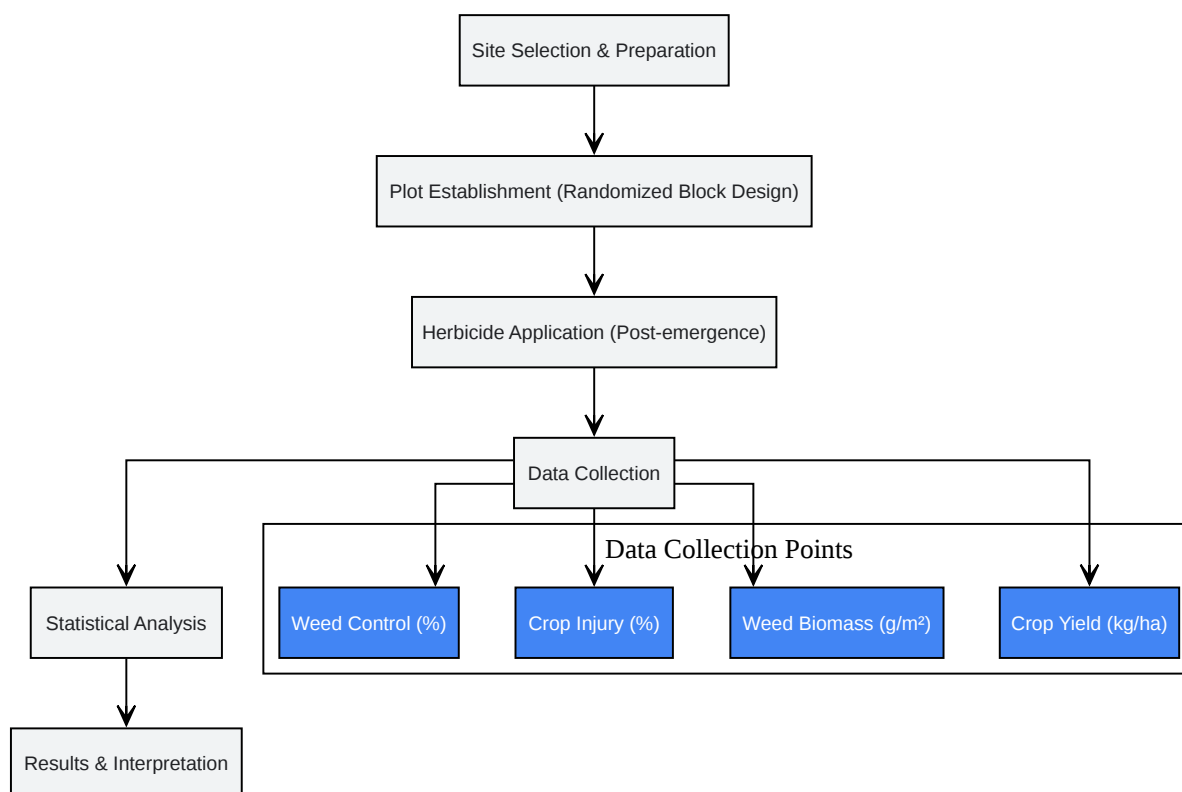 Site Selection & Preparation
Plot Establishment (Randomized Block Design)
Herbicide Application (Post-emergence)
Data Collection
Data Collection Points
Statistical Analysis
Weed Control (%)
Crop Injury (%)
Weed Biomass (g/m²)
Crop Yield (kg/ha)
Results & Interpretation